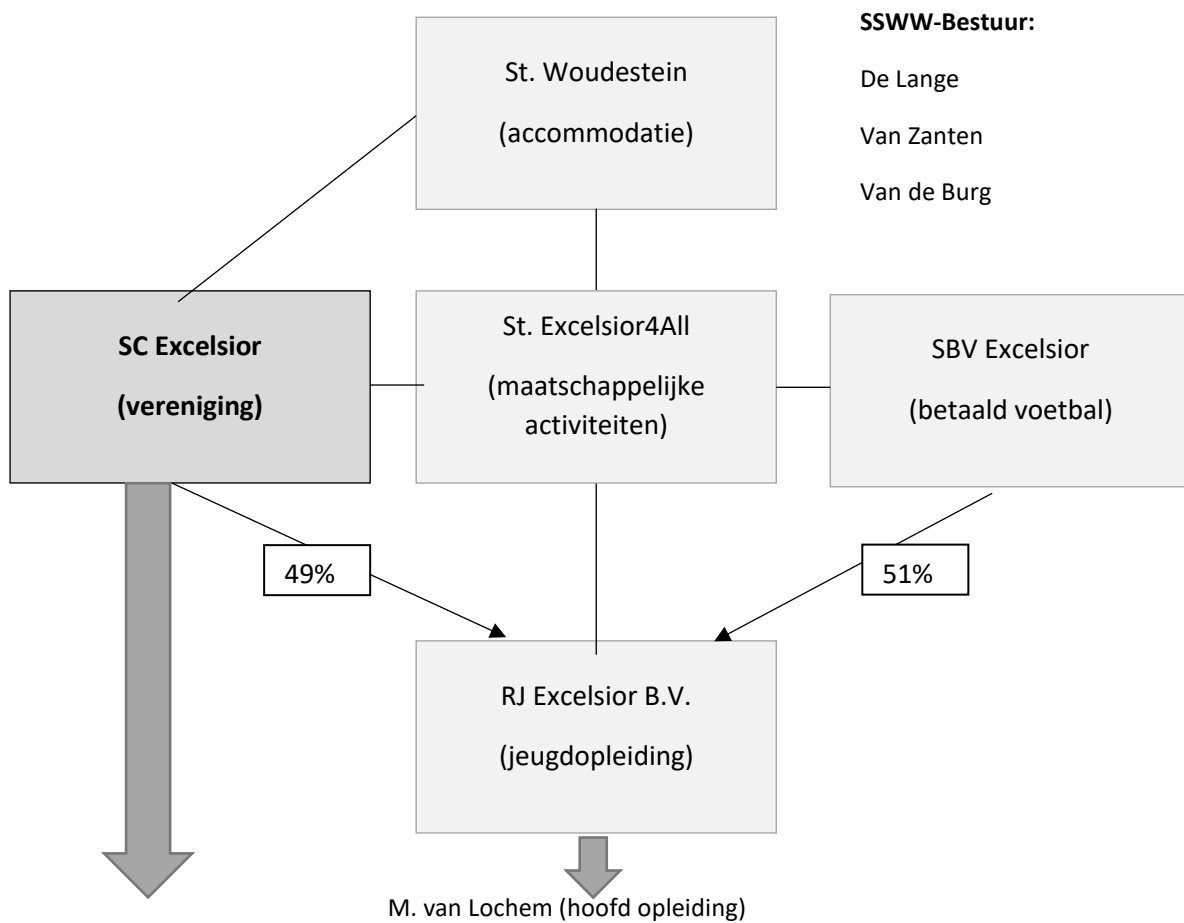 SSWW-Bestuur:
De Lange
Van Zanten
Van de Burg
St. Woudestein
(accommodatie)
SC Excelsior
(vereniging)
St. Excelsior4All
(maatschappelijke
activiteiten)
SBV Excelsior
(betaald voetbal)
49%
51%
RJ Excelsior B.V.
(jeugdopleiding)
M. van Lochem (hoofd opleiding)